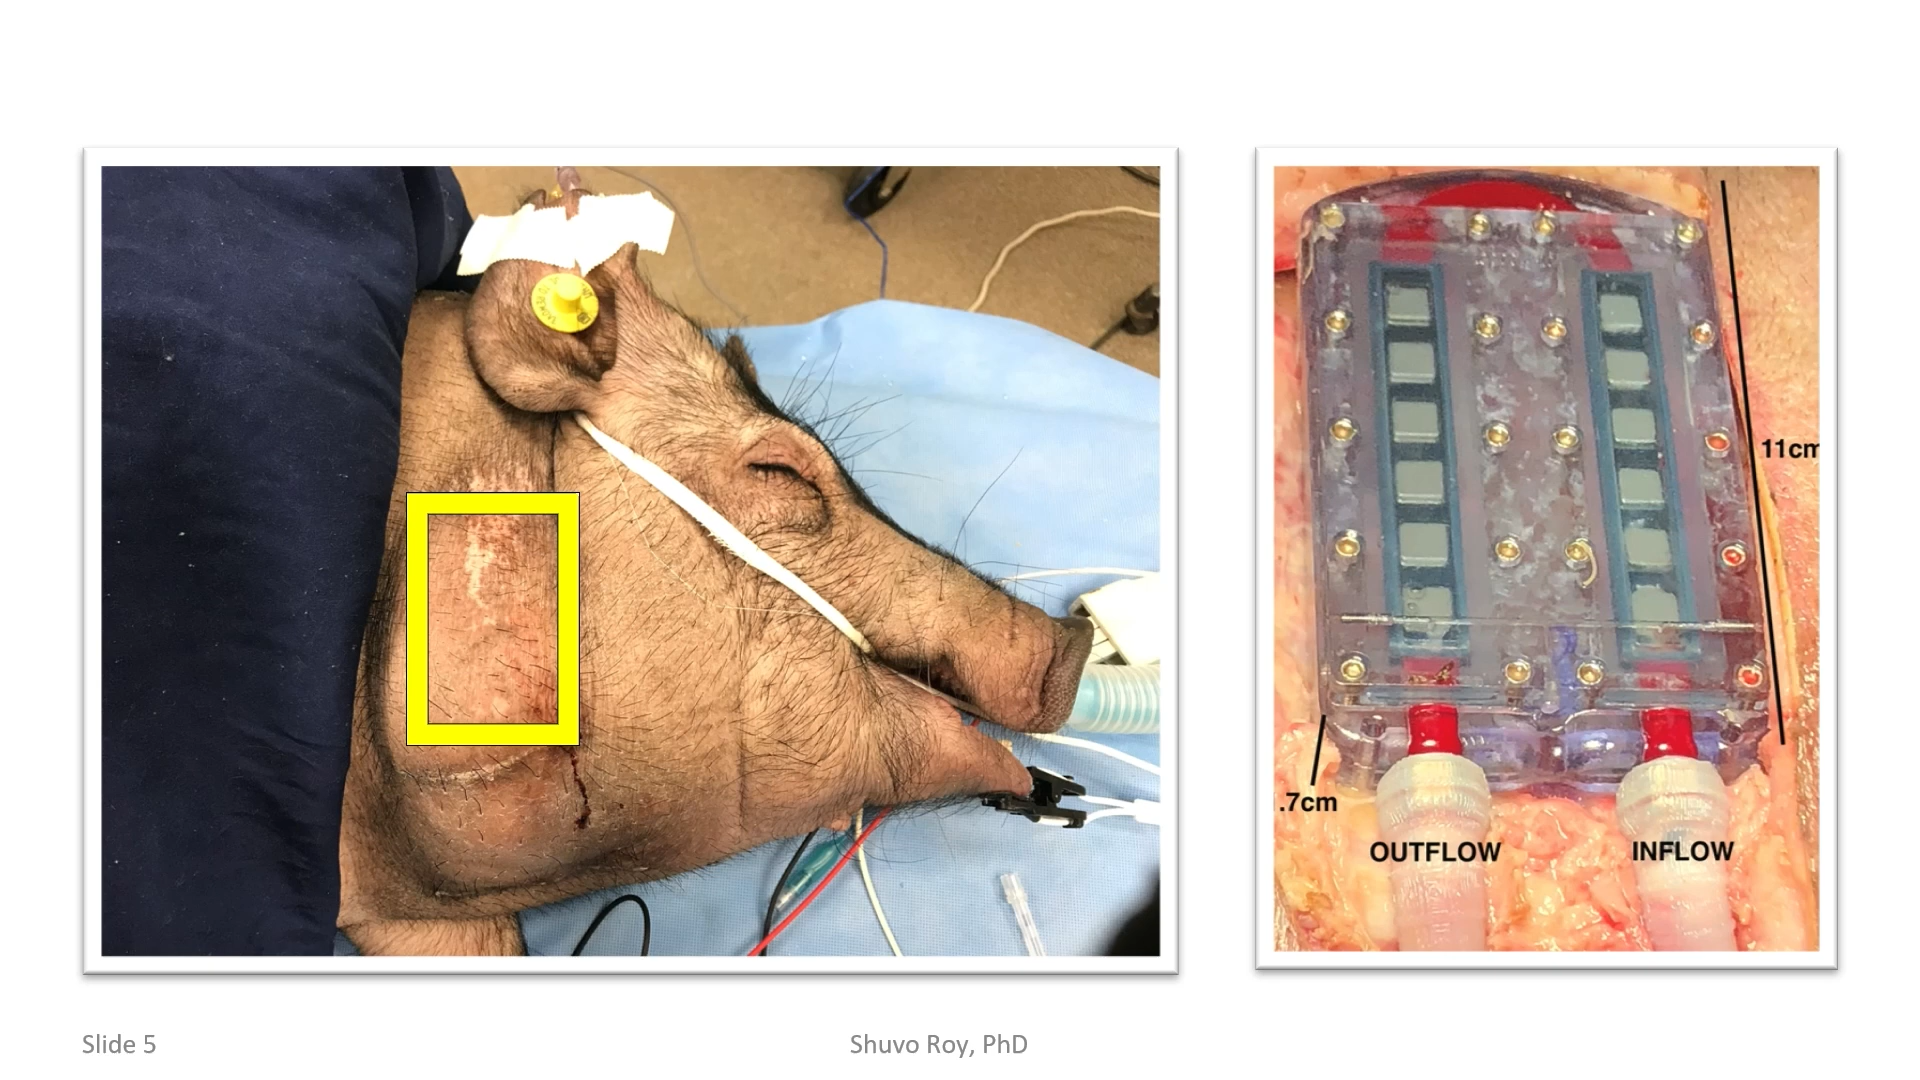 11cm
.7cm
OUTFLOW
INFLOW
Slide 5
Shuvo Roy, PhD